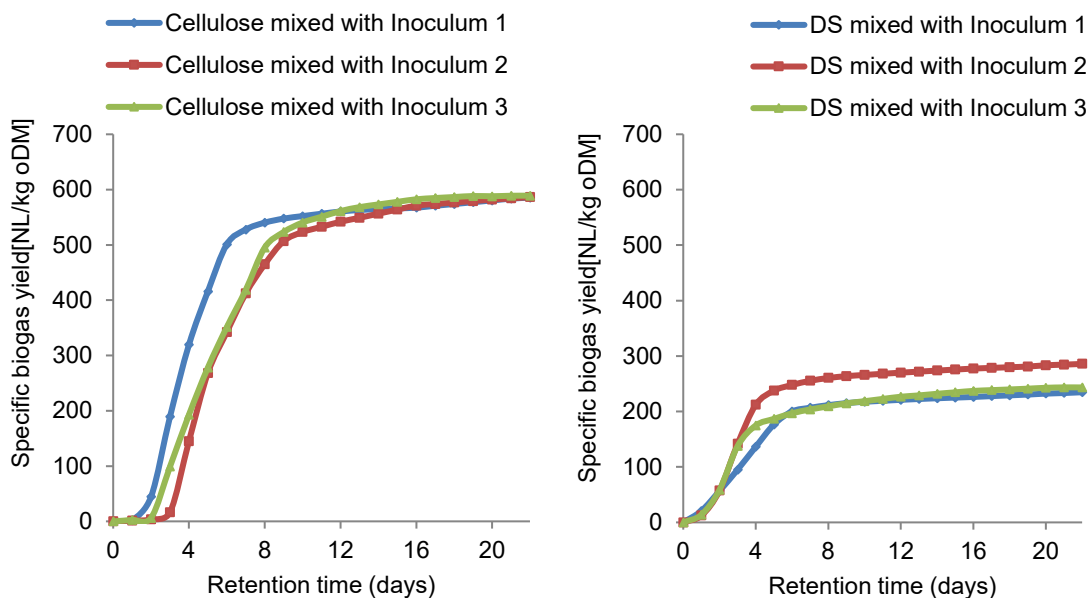 Cellulose mixed with Inoculum 1
Cellulose mixed with Inoculum 2
Cellulose mixed with Inoculum 3
Specific biogas yield[NL/kg oDM]
700
600
500
400
300
200
100
0
0 4 8 12 16 20
Retention time (days)
DS mixed with Inoculum 1
DS mixed with Inoculum 2
DS mixed with Inoculum 3
Specific biogas yield[NL/kg oDM]
700
600
500
400
300
200
100
0
0 4 8 12 16 20
Retention time (days)